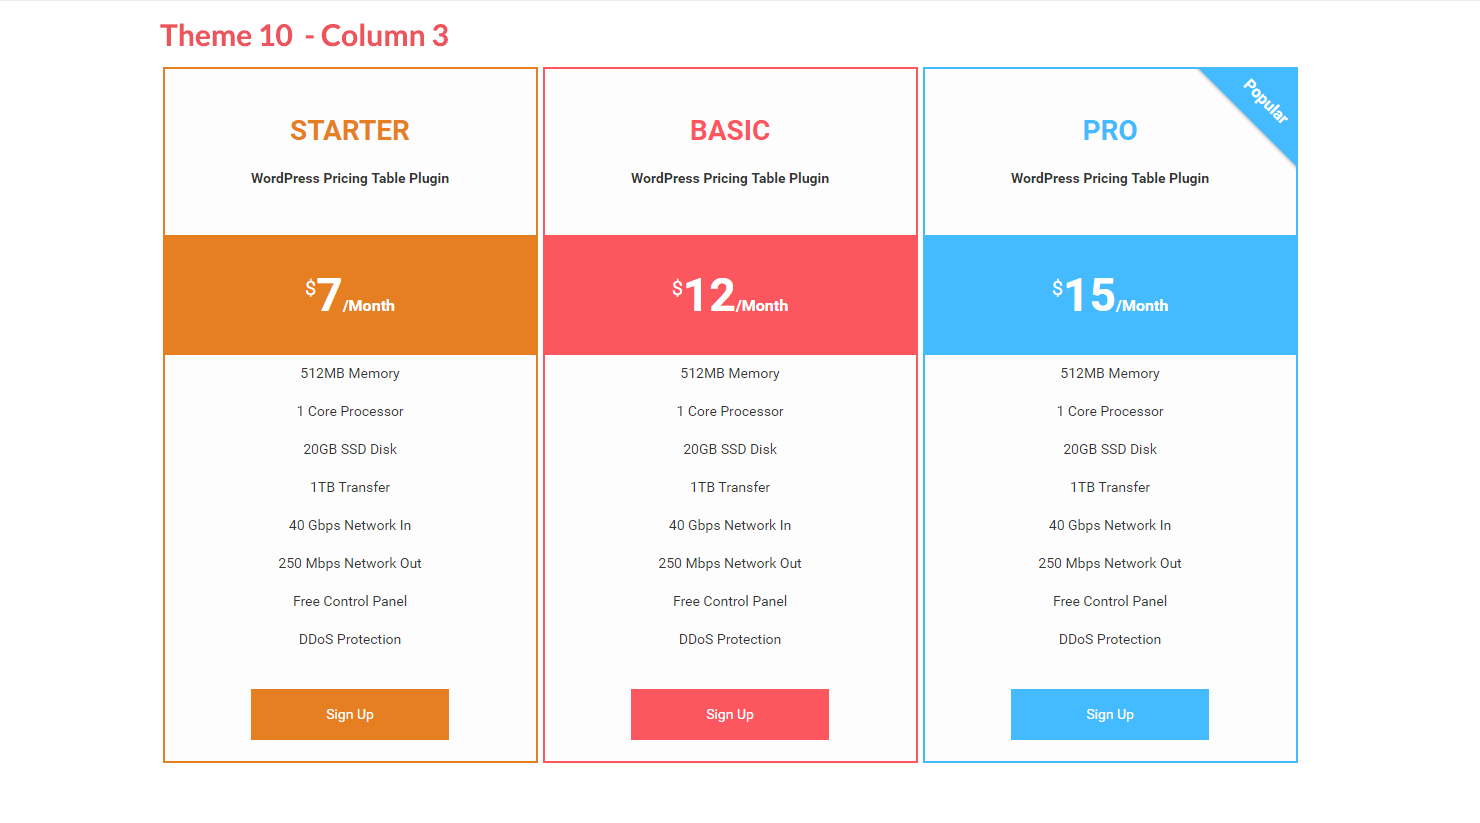 Theme 10 - Column 3
STARTER
WordPress Pricing Table Plugin
$7/Month
512MB Memory
1 Core Processor
20GB SSD Disk
1TB Transfer
40 Gbps Network In
250 Mbps Network Out
Free Control Panel
DDoS Protection
Sign Up
BASIC
WordPress Pricing Table Plugin
$12/Month
512MB Memory
1 Core Processor
20GB SSD Disk
1TB Transfer
40 Gbps Network In
250 Mbps Network Out
Free Control Panel
DDoS Protection
Sign Up
Popular
PRO
WordPress Pricing Table Plugin
$15/Month
512MB Memory
1 Core Processor
20GB SSD Disk
1TB Transfer
40 Gbps Network In
250 Mbps Network Out
Free Control Panel
DDoS Protection
Sign Up